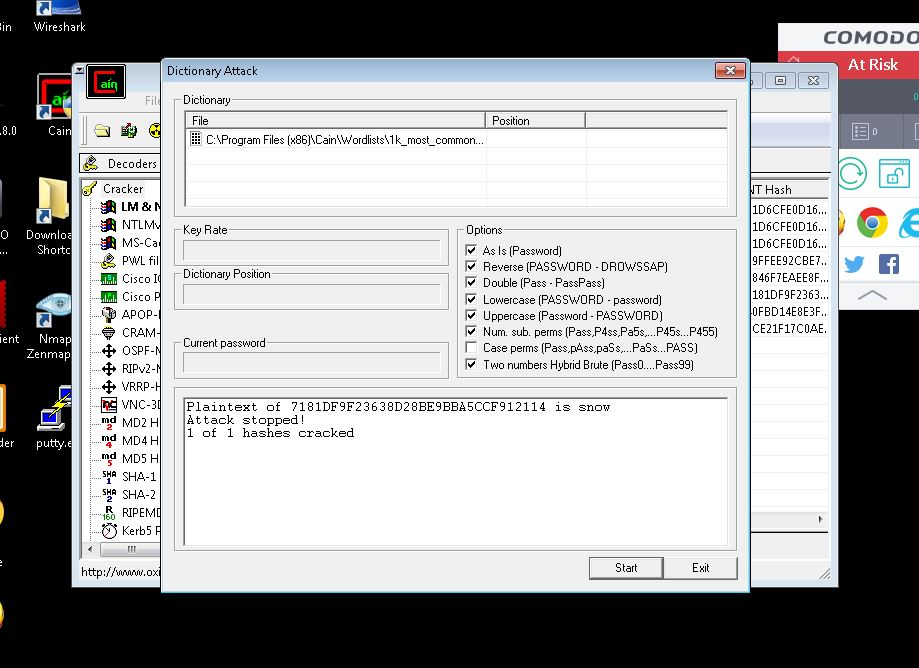 Wireshark
COMODO
At Risk
Dictionary Attack
Cain
Dictionary
File
Position
C:\Program Files (x86)\Cain\Wordlists\1k_most_common...
Key Rate
Dictionary Position
Current password
Options
As Is (Password)
Reverse (PASSWORD - DROWSSAP)
Double (Pass - PassPass)
Lowercase (PASSWORD - password)
Uppercase (Password - PASSWORD)
Num. sub. perms (Pass,P4ss,Pa5s,...P45s...P455)
Case perms (Pass,pAss,paSs,...PaSs...PASS)
Two numbers Hybrid Brute (Pass0....Pass99)
Plaintext of 7181DF9F23638D28BE9BBA5CCF912114 is snow
Attack stopped!
1 of 1 hashes cracked
Start
Exit
File
Decoders
Cracker
LM & N
NTLMv
MS-Ca
PWL fil
Cisco I
Cisco P
APOP-
CRAM-
OSPF-M
RIPv2-
VRRP-H
VNC-3D
MD2 H
MD4 H
MD5 H
SHA-1
SHA-2
RIPEMD
Kerb5 P
http://www.oxi
NT Hash
1D6CFE0D16...
1D6CFE0D16...
1D6CFE0D16...
9FFEE92CBE7...
846F7EAEE8F...
181DF9F2363...
0FBD14E8E3F...
CE21F17C0AE...
0
Cain
.8.0
Downloa
Shortc
Nmap
Zenmap
putty.e